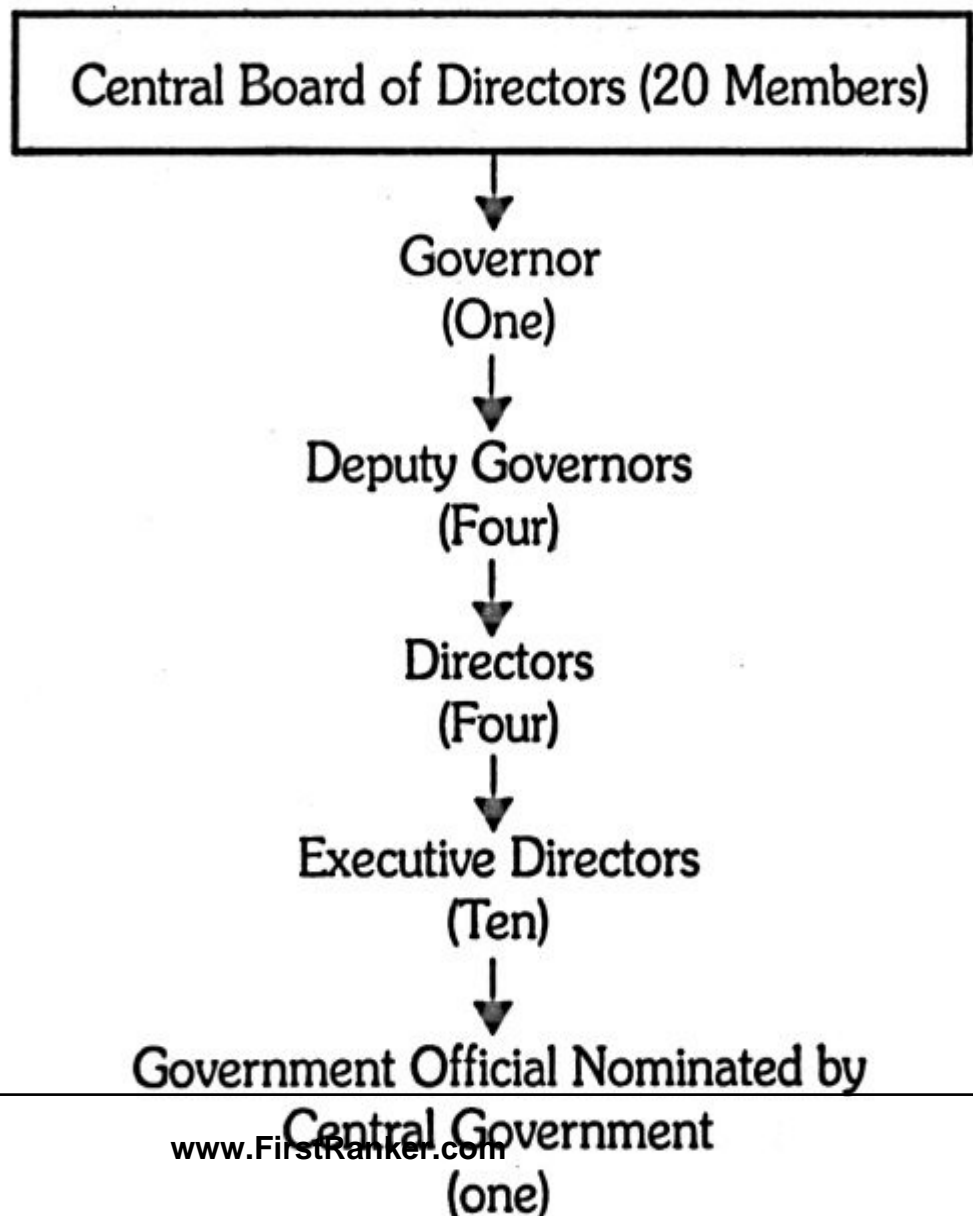 Central Board of Directors (20 Members)
Governor
(One)
Deputy Governors
(Four)
Directors
(Four)
Executive Directors
(Ten)
Government Official Nominated by
Central Government
www.FirstRanker.com
(one)